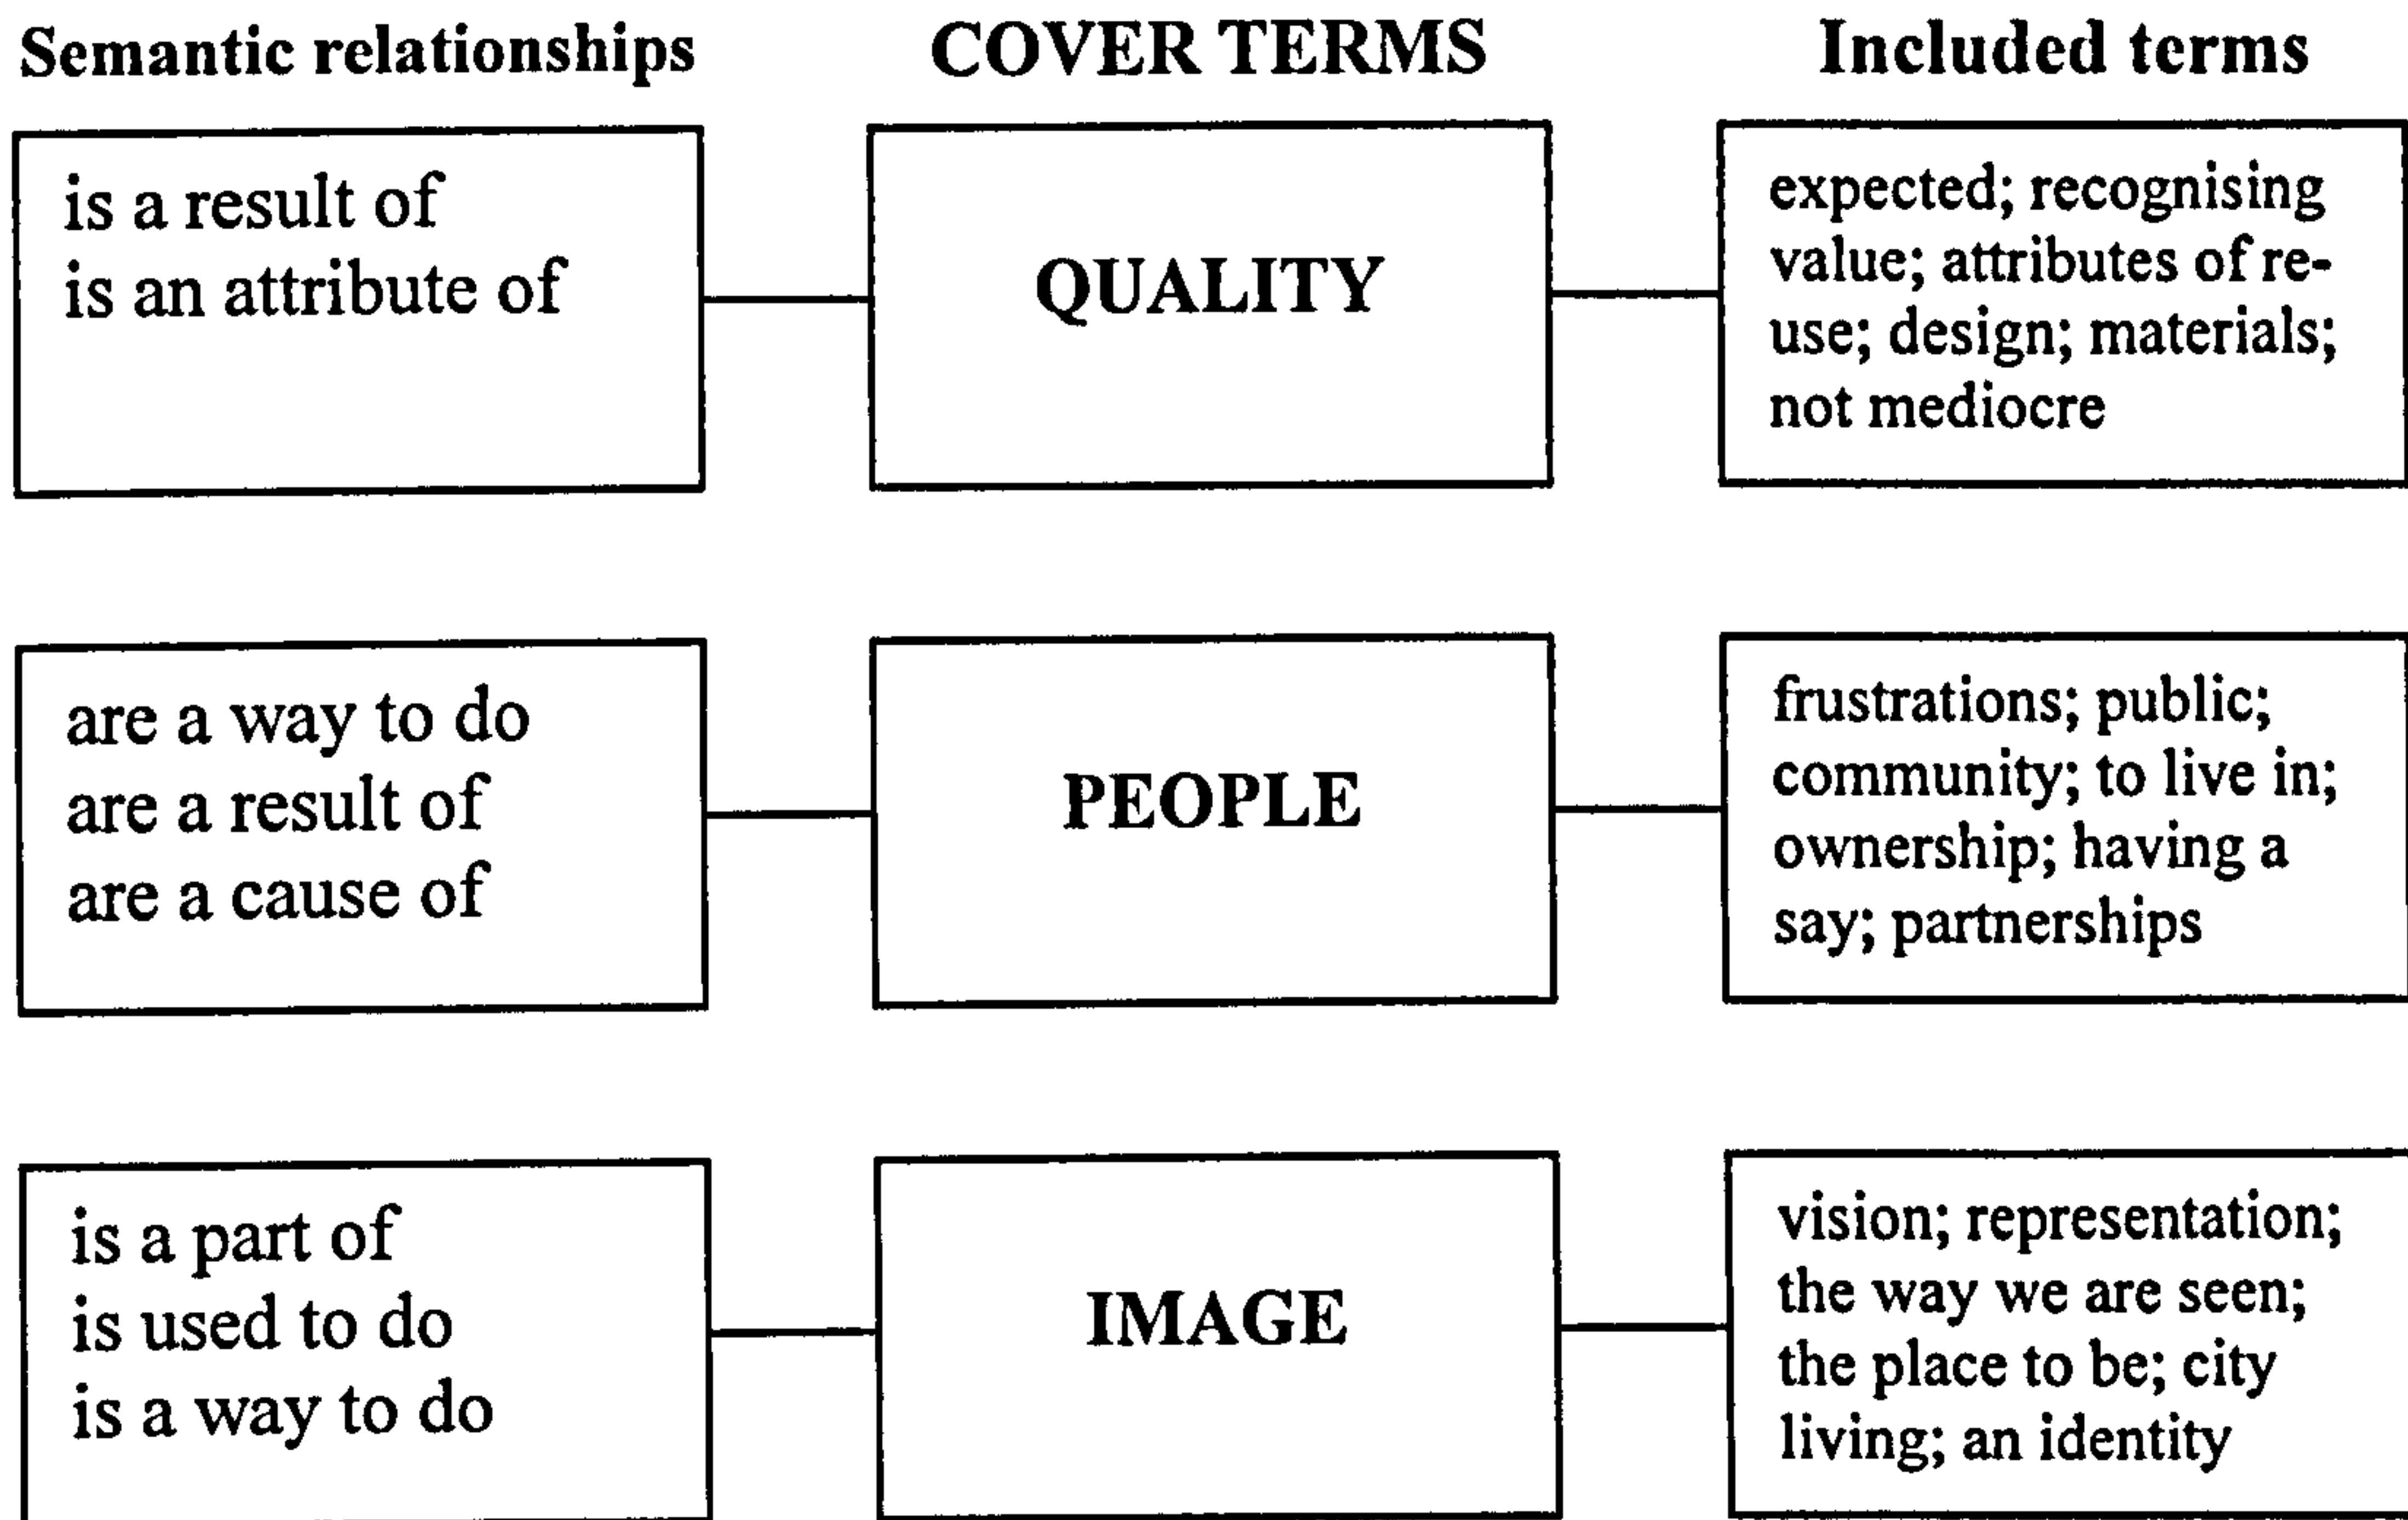 Semantic relationships
COVER TERMS
Included terms
is a result of
is an attribute of
QUALITY
expected; recognising
value; attributes of re-
use; design; materials;
not mediocre
are a way to do
are a result of
are a cause of
PEOPLE
frustrations; public;
community; to live in;
ownership; having a
say; partnerships
is a part of
is used to do
is a way to do
IMAGE
vision; representation;
the way we are seen;
the place to be; city
living; an identity